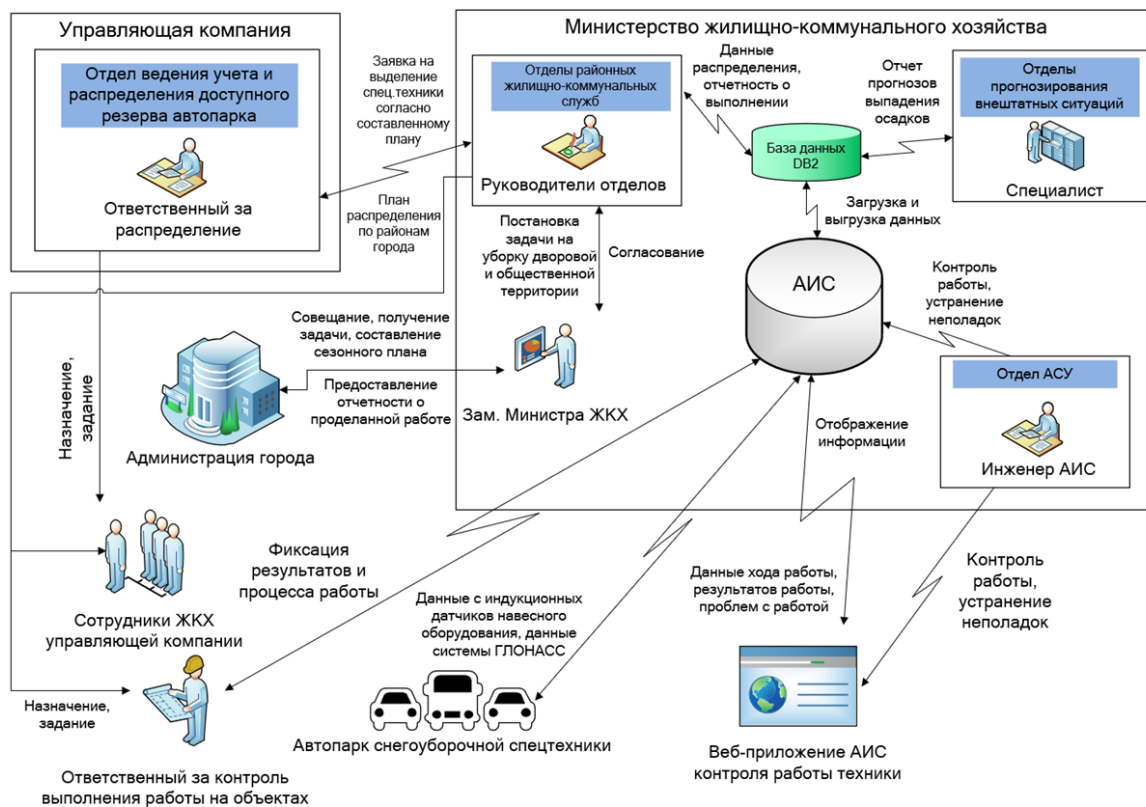 Управляющая компания
Отдел ведения учета и
распределения доступного
резерва автопарка
Ответственный за
распределение
Заявка на
выделение
спец.техники
согласно
составленному
плану
План
распределения
по районам
города
Министерство жилищно-коммунального хозяйства
Отделы районных
жилищно-коммунальных
служб
Руководители отделов
Данные
распределения,
отчетность о
выполнении
База данных
DB2
Отчет
прогнозов
выпадения
осадков
Отделы
прогнозирования
внештатных ситуаций
Специалист
Загрузка и
выгрузка данных
Постановка
задачи на
уборку дворовой
и общественной
территории
Согласование
АИС
Контроль
работы,
устранение
неполадок
Отдел АСУ
Инженер АИС
Совещание, получение
задачи, составление
сезонного плана
Предоставление
отчетности о
проделанной работе
Зам. Министра ЖКХ
Администрация города
Назначение,
задание
Отображение
информации
Сотрудники ЖКХ
управляющей компании
Фиксация
результатов и
процесса работы
Данные с индукционных
датчиков навесного
оборудования, данные
системы ГЛОНАСС
Данные хода работы,
результатов работы,
проблем с работой
Контроль
работы,
устранение
неполадок
Назначение,
задание
Ответственный за контроль
выполнения работы на объектах
Автопарк снегоуборочной спецтехники
Веб-приложение АИС
контроля работы техники